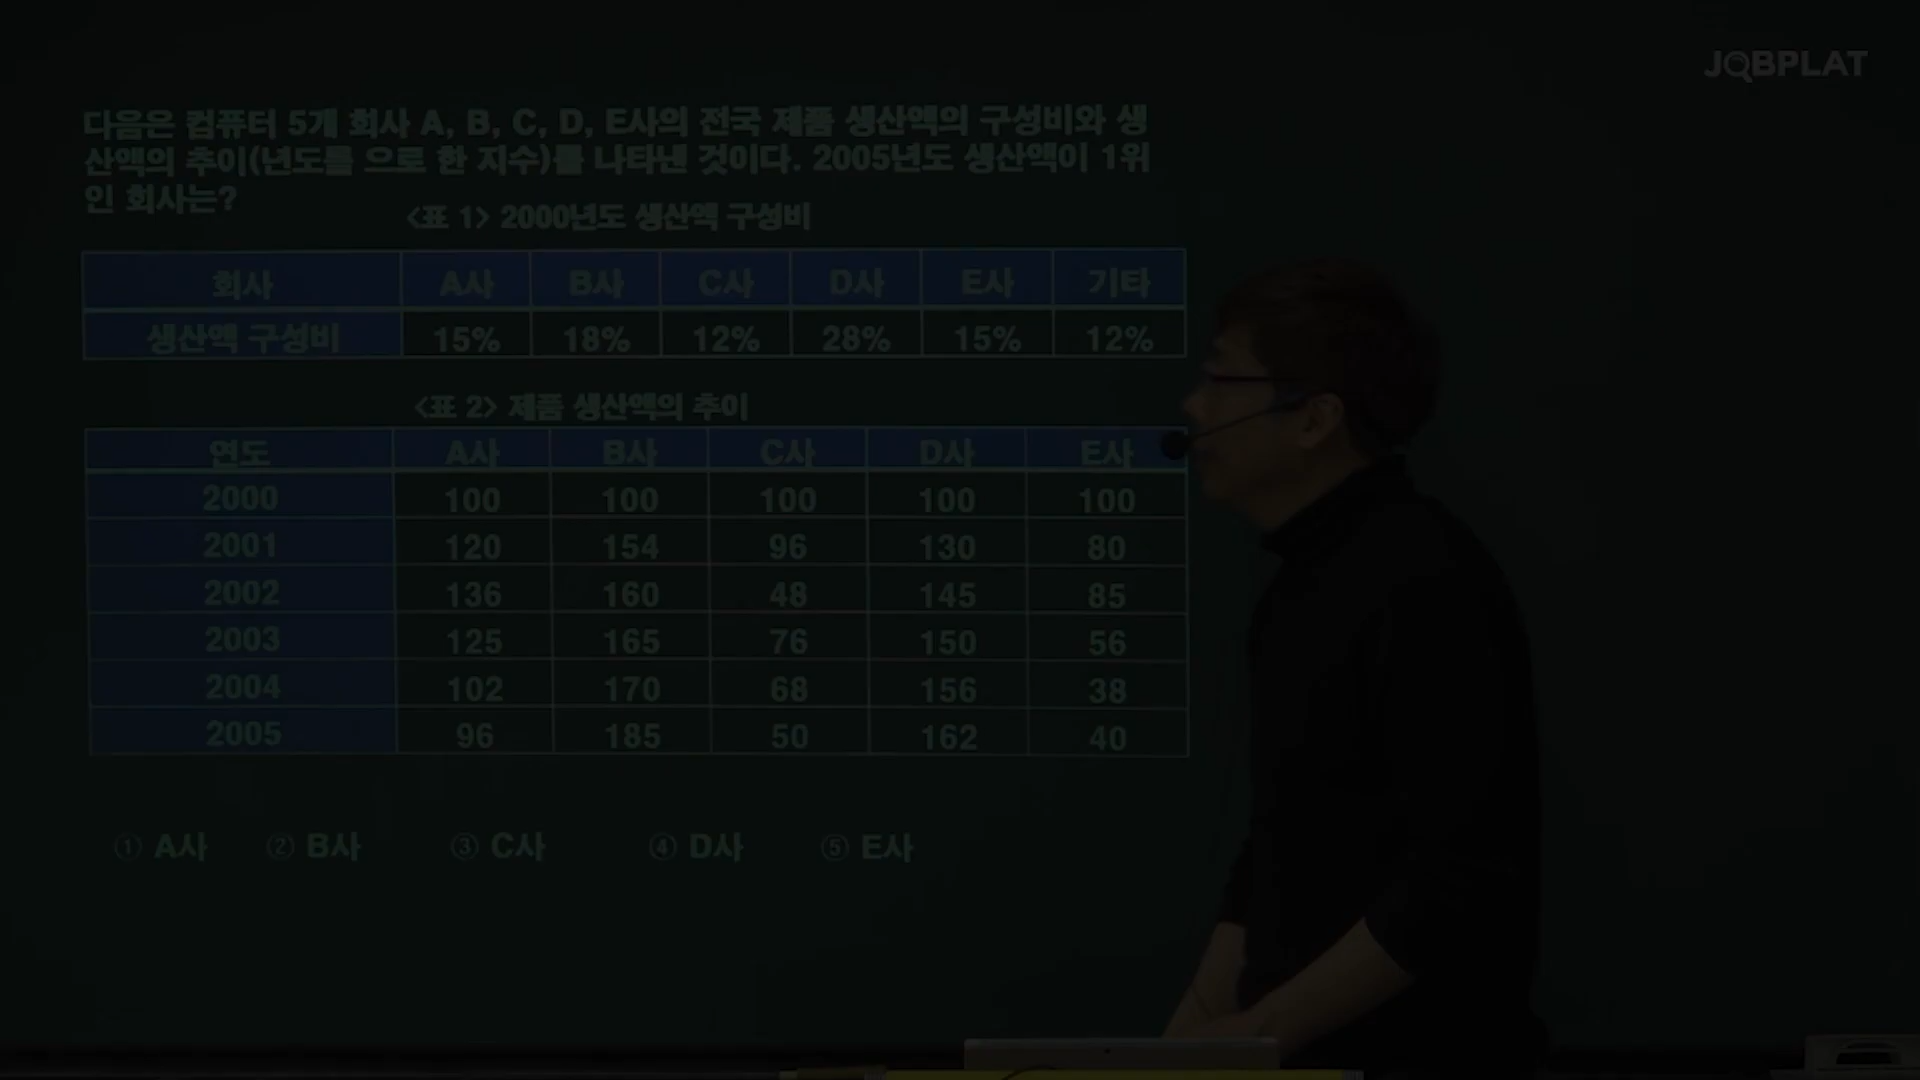 JOBPLAT
다음은 컴퓨터 5개 회사 A, B, C, D, E사의 전국 제품 생산액의 구성비와 생
산액의 추이(년도를 으로 한 지수)를 나타낸 것이다. 2005년도 생산액이 1위
인 회사는?
<표 1> 2000년도 생산액 구성비
회사 A사 B사 C사 D사 E사 기타
생산액 구성비 15% 18% 12% 28% 15% 12%
<표 2> 제품 생산액의 추이
연도 A사 B사 C사 D사 E사
2000 100 100 100 100 100
2001 120 154 96 130 80
2002 136 160 48 145 85
2003 125 165 76 150 56
2004 102 170 68 156 38
2005 96 185 50 162 40
① A사 ② B사 ③ C사 ④ D사 ⑤ E사